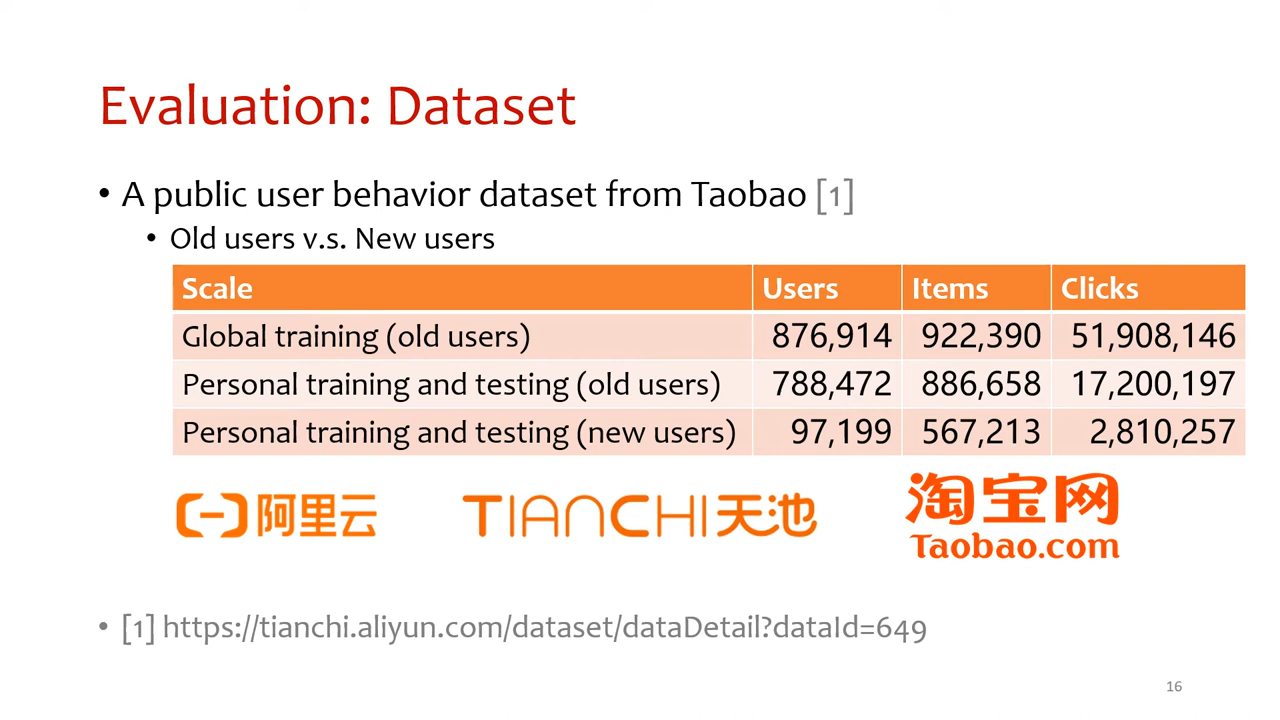 Evaluation: Dataset
• A public user behavior dataset from Taobao [1]
• Old users v.s. New users
Scale Users Items Clicks
Global training (old users) 876,914 922,390 51,908,146
Personal training and testing (old users) 788,472 886,658 17,200,197
Personal training and testing (new users) 97,199 567,213 2,810,257
阿里云 TIANCHI天池 淘宝网
Taobao.com
• [1] https://tianchi.aliyun.com/dataset/dataDetail?dataId=649
16